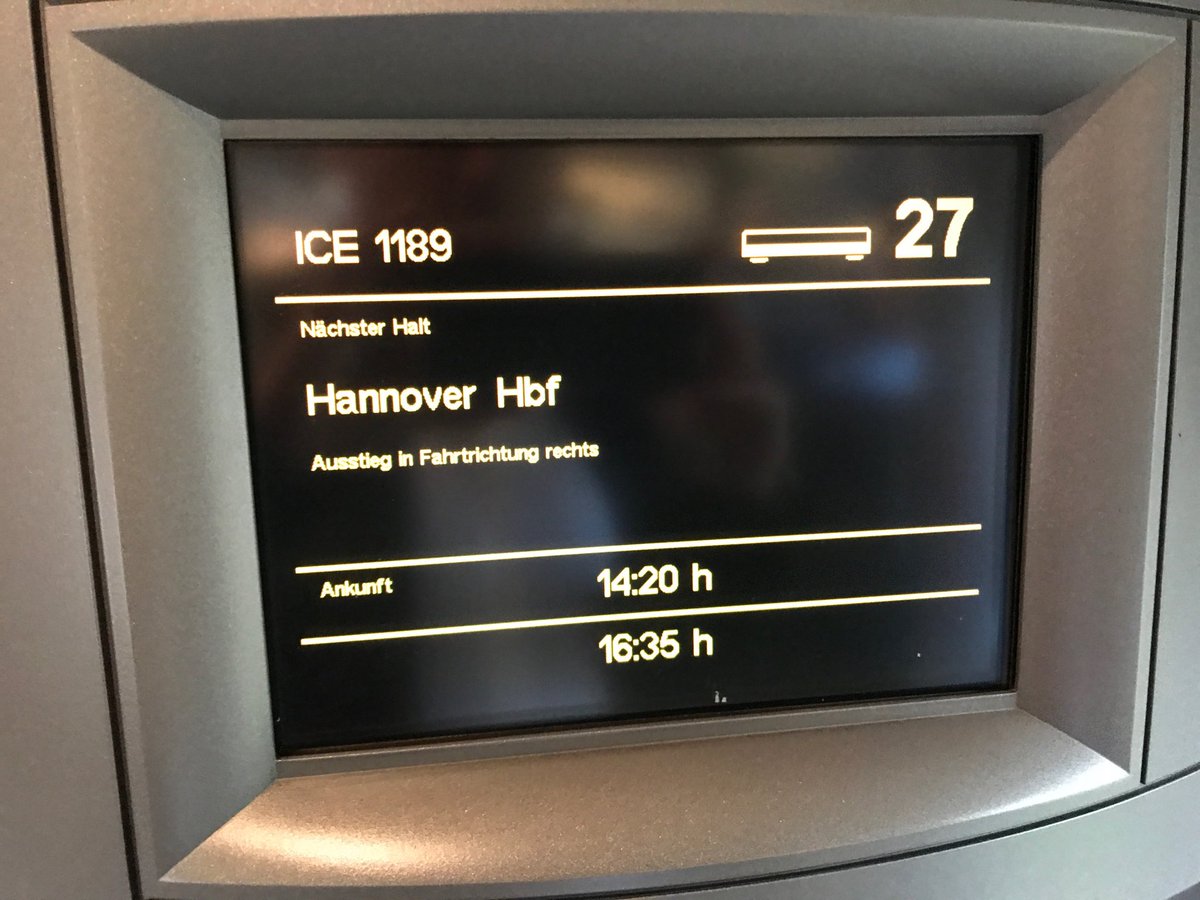 ICE 1189 27
Nächster Halt
Hannover Hbf
Ausstieg in Fahrtrichtung rechts
Ankunft 14:20 h
16:35 h